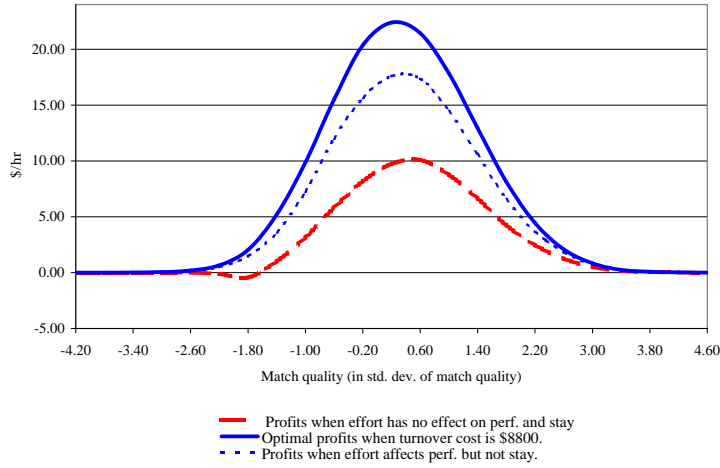 20.00
15.00
$/hr
10.00
5.00
0.00
-5.00
-4.20 -3.40 -2.60 -1.80 -1.00 -0.20 0.60 1.40 2.20 3.00 3.80 4.60
Match quality (in std. dev. of match quality)
Profits when effort has no effect on perf. and stay
Optimal profits when turnover cost is $8800.
Profits when effort affects perf. but not stay.